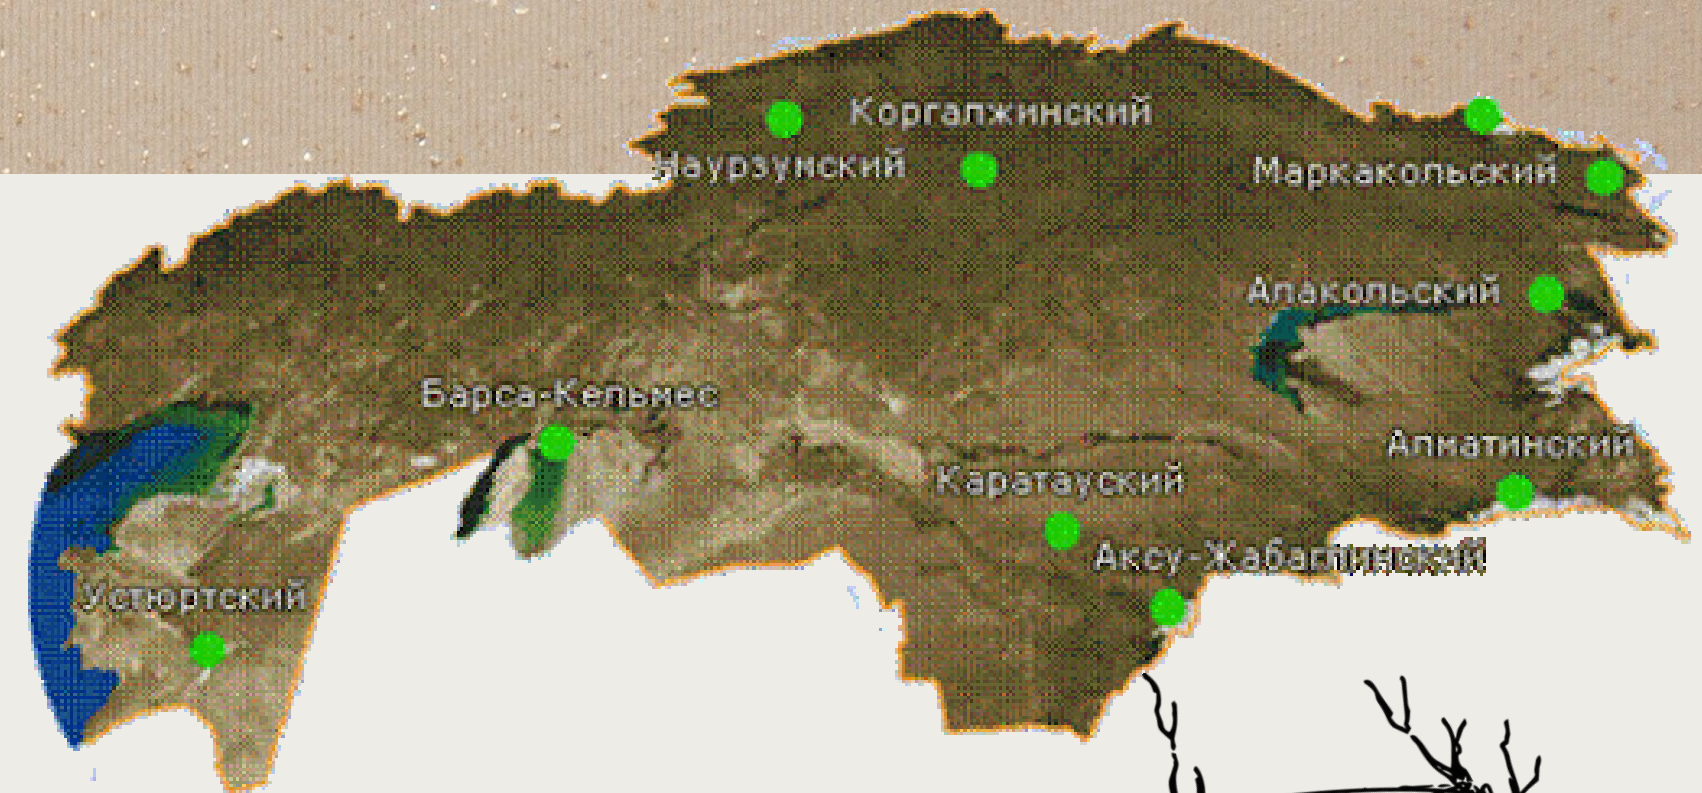 Коргалжинский
Наурзумский
Маркакольский
Алакольский
Барса-Кельмес
Алматинский
Каратауский
Аксу-Жабаглинский
Устюртский